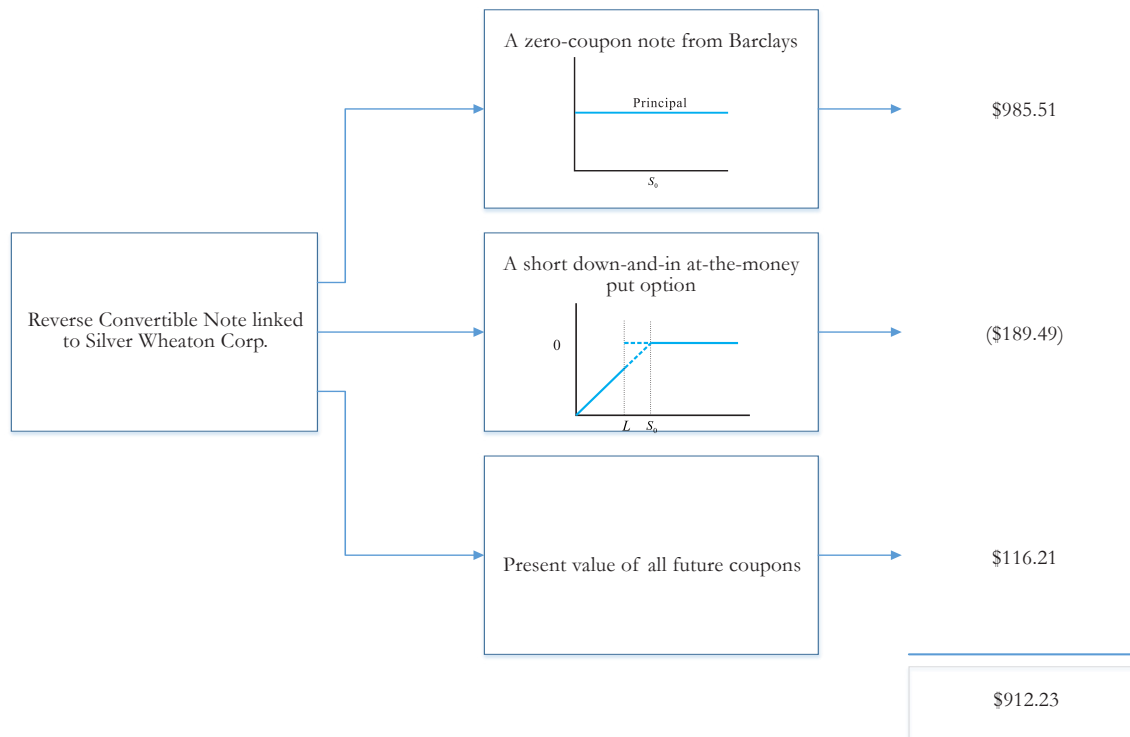 A zero-coupon note from Barclays
Principal
S₀
$985.51
Reverse Convertible Note linked
to Silver Wheaton Corp.
A short down-and-in at-the-money
put option
0
L S₀
($189.49)
Present value of all future coupons
$116.21
$912.23